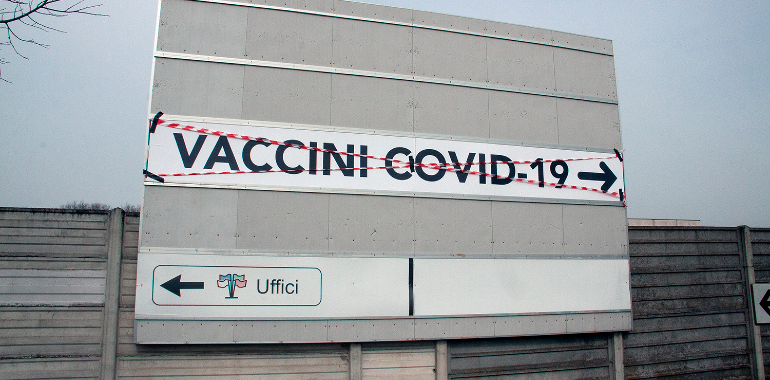 VACCINI COVID-19 →
← Uffici